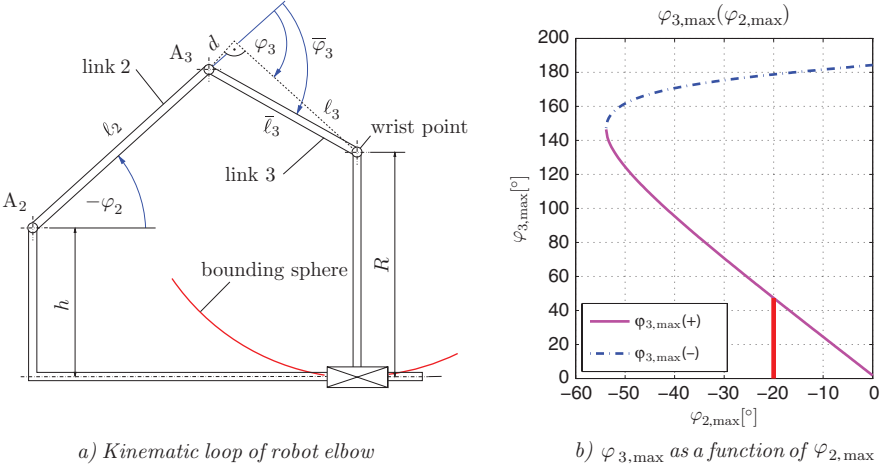 A₃
d
φ₃
φ̅₃
link 2
ℓ₂
ℓ₃
ℓ̅₃
wrist point
link 3
A₂
−φ₂
bounding sphere
h
R
a) Kinematic loop of robot elbow
φ₃,max(φ₂,max)
200
180
160
140
120
100
80
60
40
20
0
φ₃,max[°]
φ₃,max(+)
φ₃,max(−)
−60 −50 −40 −30 −20 −10 0
φ₂,max[°]
b) φ₃,max as a function of φ₂,max